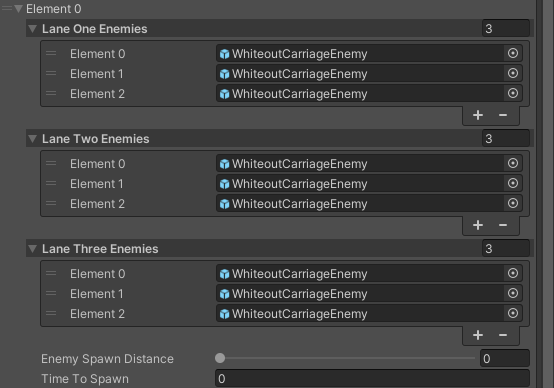 Element 0
Lane One Enemies 3
Element 0 WhiteoutCarriageEnemy
Element 1 WhiteoutCarriageEnemy
Element 2 WhiteoutCarriageEnemy
+ −
Lane Two Enemies 3
Element 0 WhiteoutCarriageEnemy
Element 1 WhiteoutCarriageEnemy
Element 2 WhiteoutCarriageEnemy
+ −
Lane Three Enemies 3
Element 0 WhiteoutCarriageEnemy
Element 1 WhiteoutCarriageEnemy
Element 2 WhiteoutCarriageEnemy
+ −
Enemy Spawn Distance 0
Time To Spawn 0